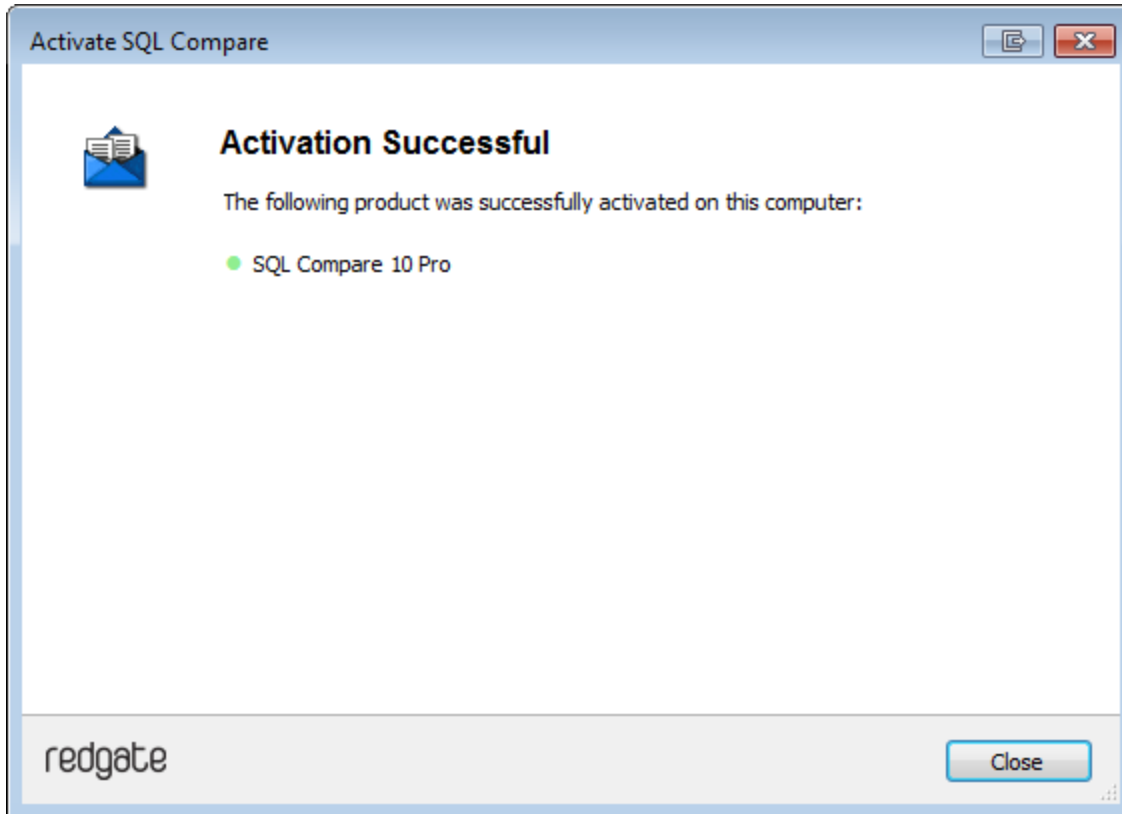 Activate SQL Compare
Activation Successful
The following product was successfully activated on this computer:
SQL Compare 10 Pro
redgate
Close